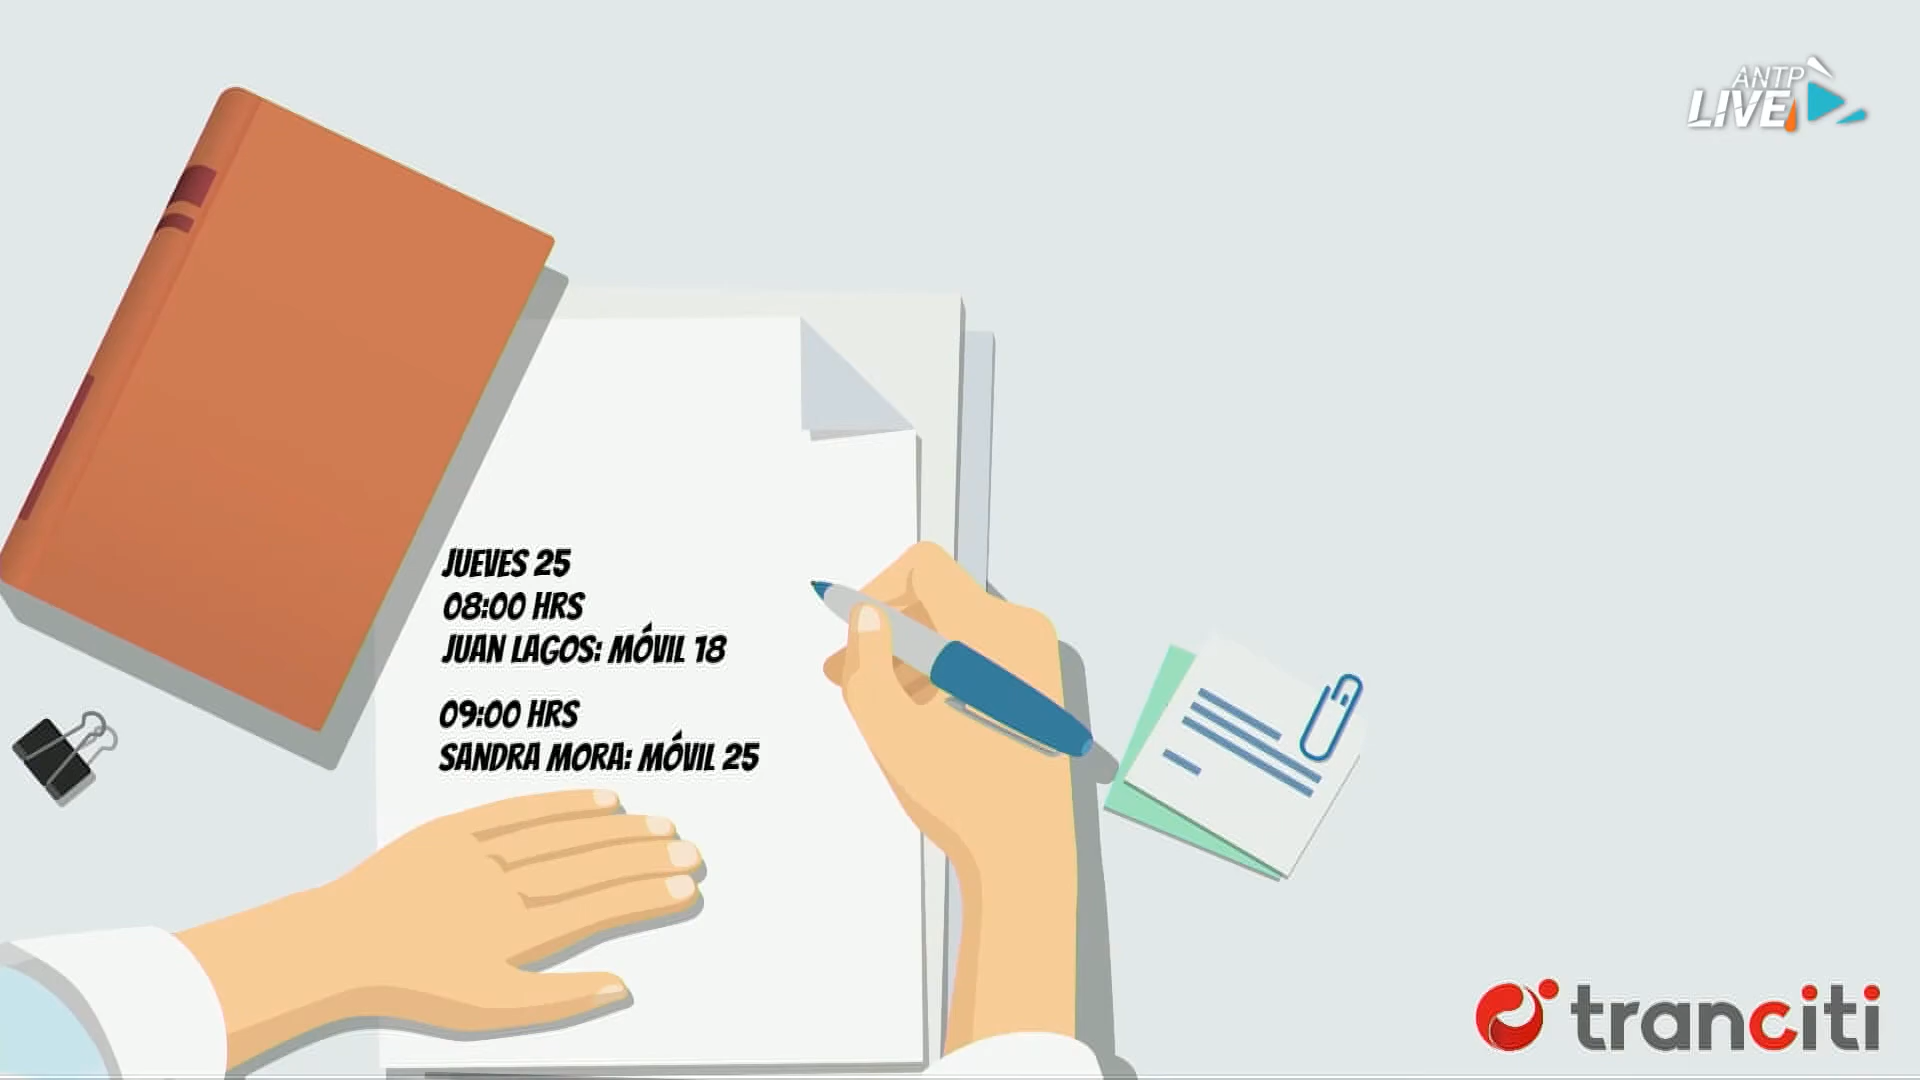 ANTP
LIVE
JUEVES 25
08:00 HRS
JUAN LAGOS: MÓVIL 18
09:00 HRS
SANDRA MORA: MÓVIL 25
tranciti